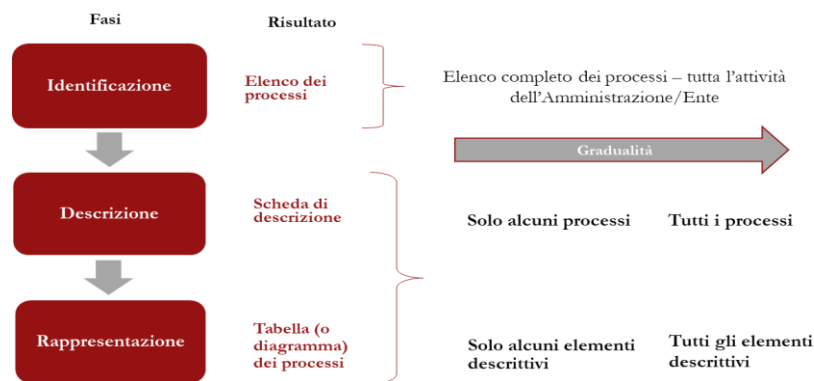 Fasi
Risultato
Identificazione
Elenco dei
processi
Elenco completo dei processi – tutta l'attività
dell'Amministrazione/Ente
Gradualità
Descrizione
Scheda di
descrizione
Solo alcuni processi
Tutti i processi
Rappresentazione
Tabella (o
diagramma)
dei processi
Solo alcuni elementi
descrittivi
Tutti gli elementi
descrittivi